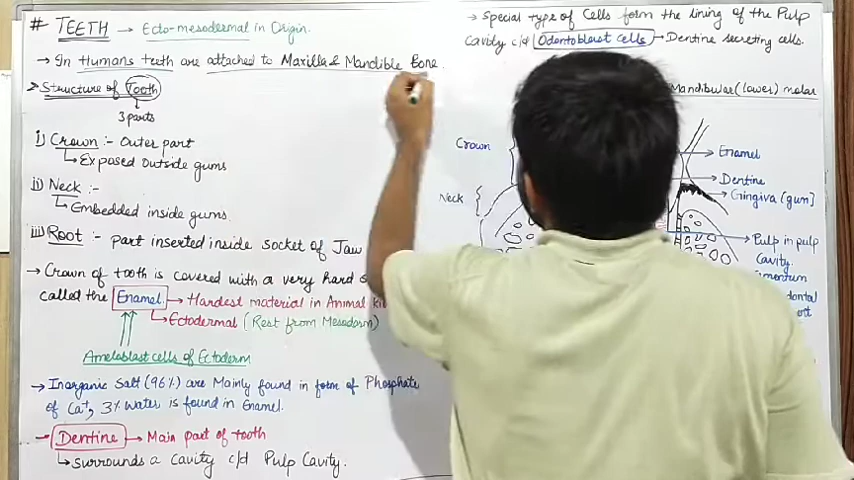 # TEETH → Ecto-mesodermal in Origin.
→ In Humans teeth are attached to Maxilla & Mandible Bone.
→ Structure of Tooth
3 parts
i) Crown :- Outer part
↳ Exposed Outside gums
ii) Neck :-
↳ Embedded inside gums.
iii) Root :- part inserted inside socket of Jaw
→ Crown of tooth is covered with a very hard
called the Enamel → Hardest material in Animal
↳ Ectodermal (Rest from Mesoderm)
Ameloblast cells of Ectoderm
→ Inorganic Salt (96%) are Mainly found in form of Phosphate
of Ca+, 3% water is found in Enamel.
→ Dentine → Main part of tooth
↳ Surrounds a Cavity c/d Pulp Cavity.
→ Special type of Cells form the lining of the Pulp
Cavity c/d Odontoblast cells → Dentine secreting cells.
Mandibular (lower) molar
Crown
Neck
Enamel
Dentine
Gingiva [gum]
Pulp in pulp
Cavity.